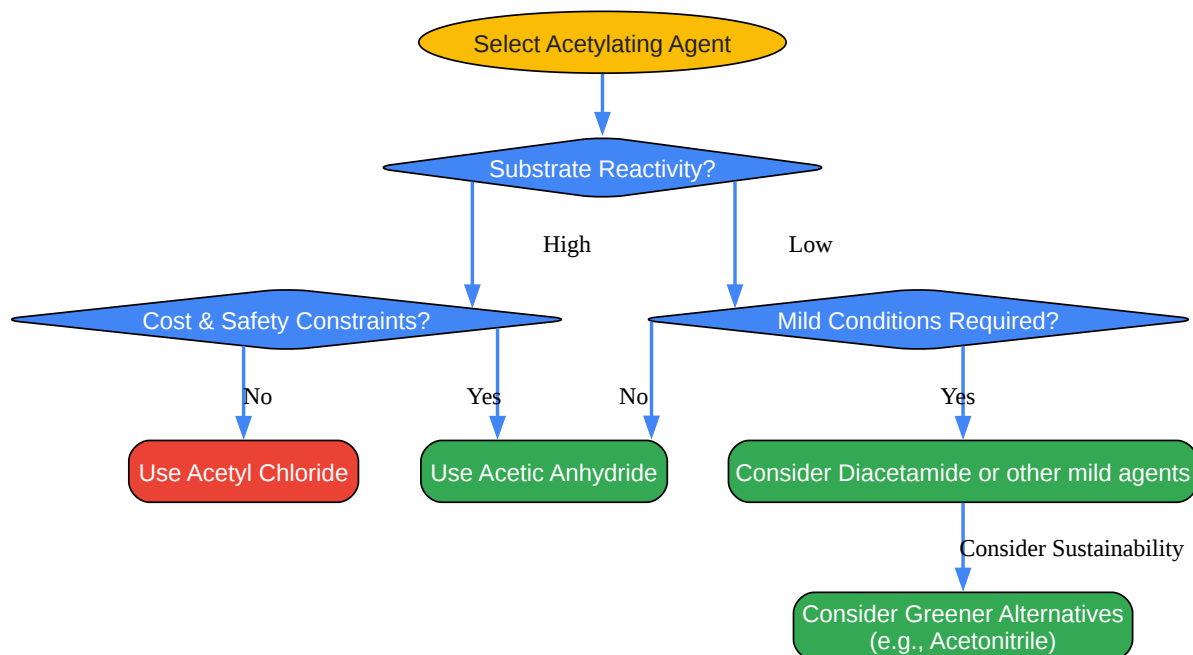 Select Acetylating Agent
Substrate Reactivity?
High
Low
Cost & Safety Constraints?
Mild Conditions Required?
No
Yes
No
Yes
Use Acetyl Chloride
Use Acetic Anhydride
Consider Diacetamide or other mild agents
Consider Sustainability
Consider Greener Alternatives
(e.g., Acetonitrile)